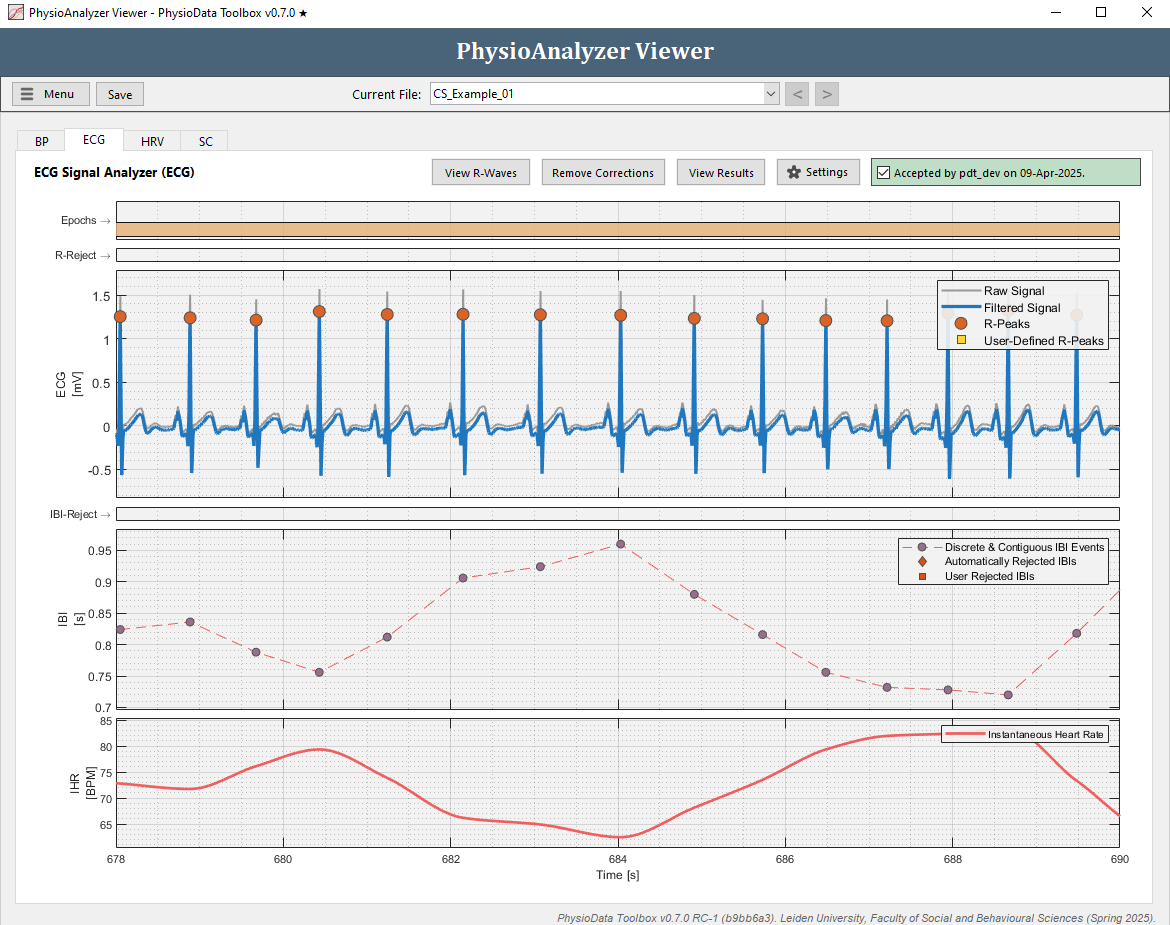 PhysioAnalyzer Viewer - PhysioData Toolbox v0.7.0 ★
PhysioAnalyzer Viewer
Menu Save Current File: CS_Example_01 < >
BP ECG HRV SC
ECG Signal Analyzer (ECG) View R-Waves Remove Corrections View Results Settings Accepted by pdt_dev on 09-Apr-2025.
Epochs →
R-Reject →
1.5
1
0.5
0
-0.5
ECG
[mV]
Raw Signal
Filtered Signal
R-Peaks
User-Defined R-Peaks
IBI-Reject →
0.95
0.9
0.85
0.8
0.75
0.7
IBI
[s]
Discrete & Contiguous IBI Events
Automatically Rejected IBIs
User Rejected IBIs
85
80
75
70
65
IHR
[BPM]
Instantaneous Heart Rate
678 680 682 684 686 688 690
Time [s]
PhysioData Toolbox v0.7.0 RC-1 (b9bb6a3). Leiden University, Faculty of Social and Behavioural Sciences (Spring 2025).